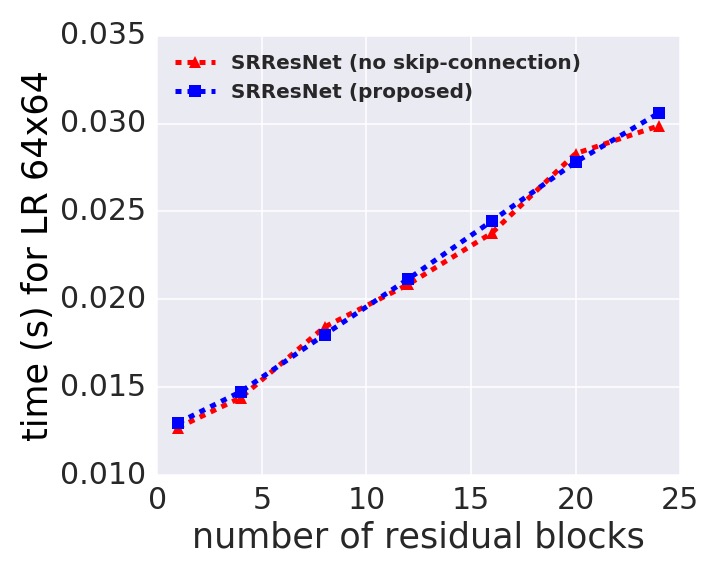 0.035
0.030
0.025
0.020
0.015
0.010
time (s) for LR 64x64
SRResNet (no skip-connection)
SRResNet (proposed)
0 5 10 15 20 25
number of residual blocks